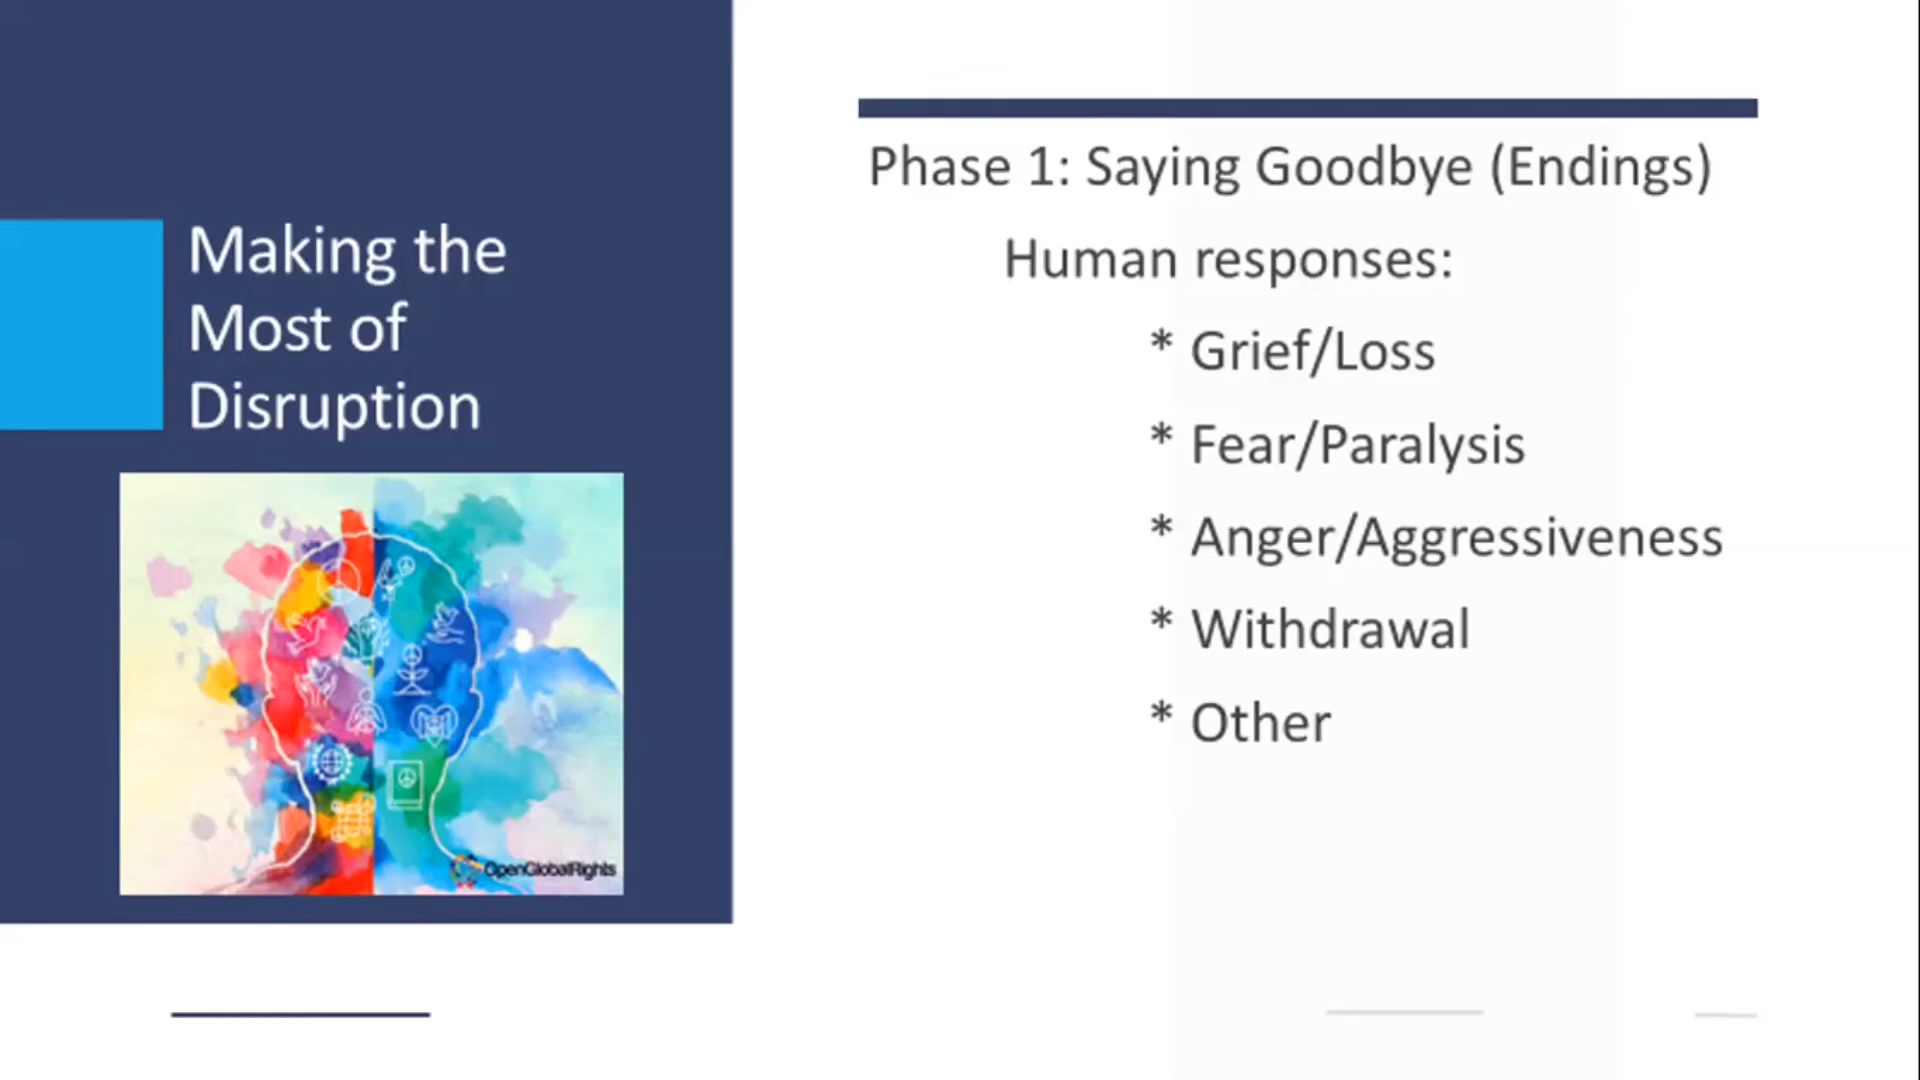 Making the
Most of
Disruption
OpenGlobalRights
Phase 1: Saying Goodbye (Endings)
Human responses:
* Grief/Loss
* Fear/Paralysis
* Anger/Aggressiveness
* Withdrawal
* Other